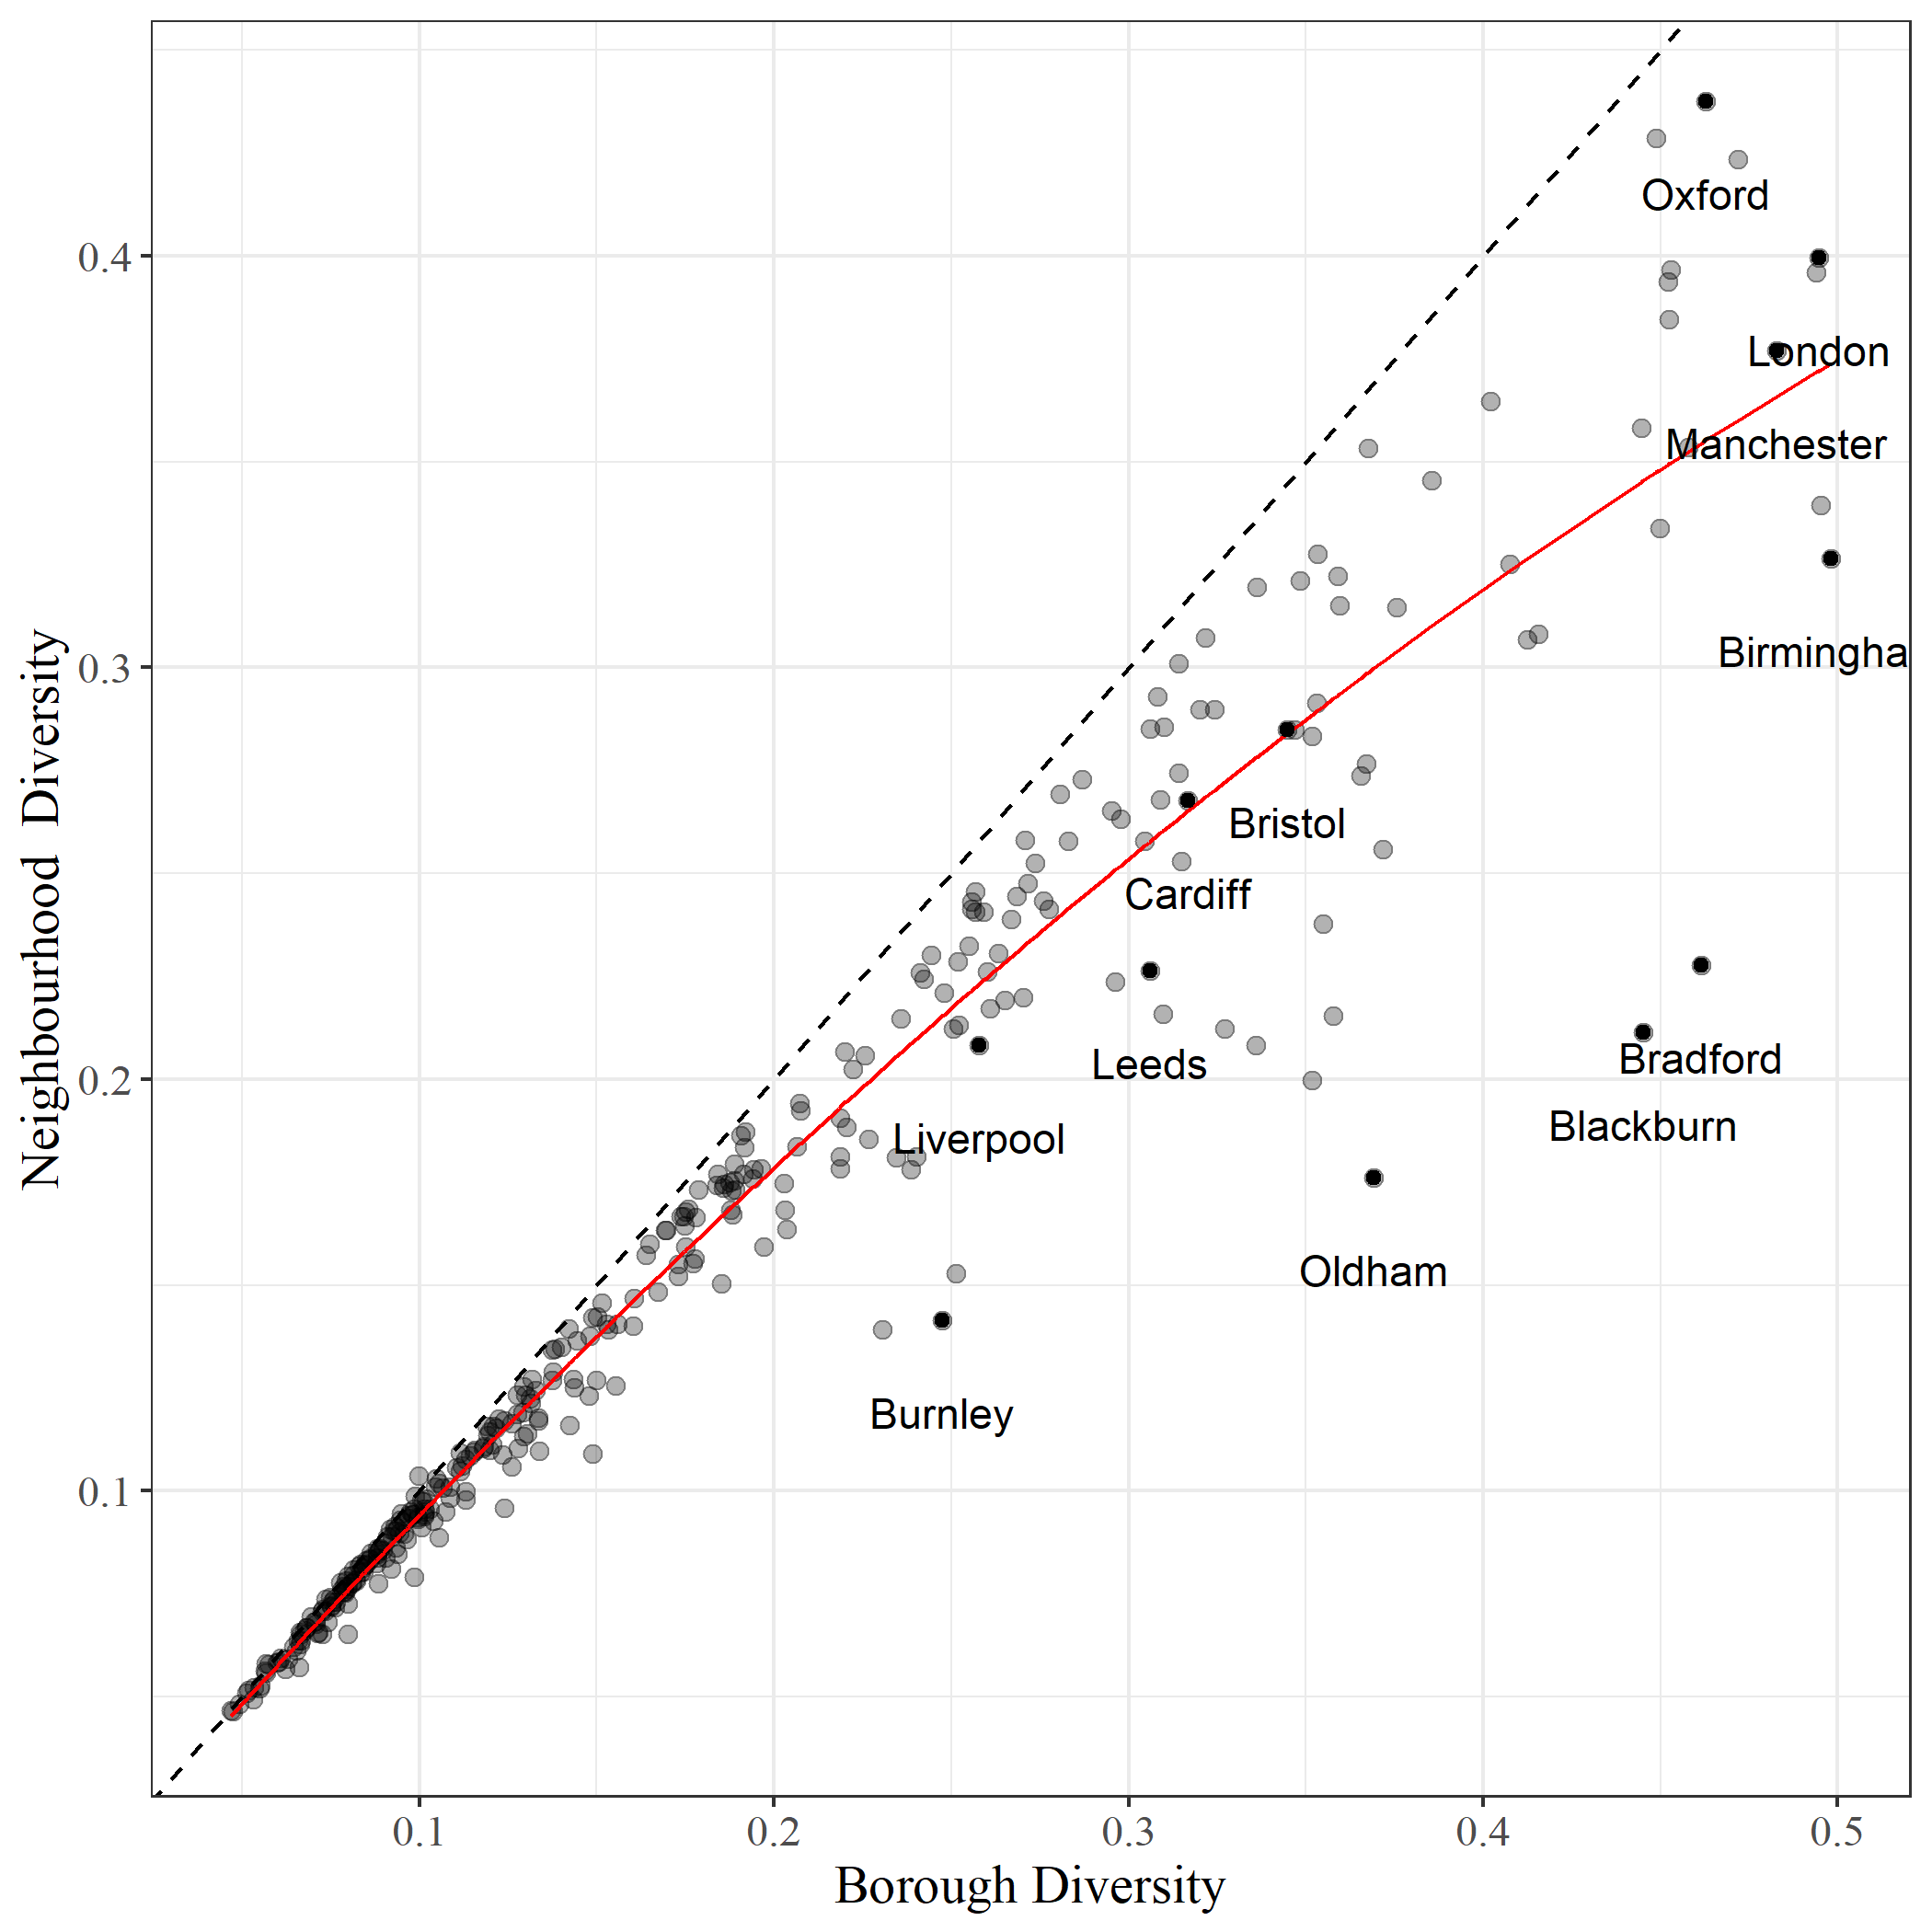 Oxford
0.4
London
Manchester
Birmingha
0.3
Bristol
Cardiff
Leeds
Bradford
0.2
Blackburn
Liverpool
Oldham
Burnley
0.1
Neighbourhood Diversity
0.1 0.2 0.3 0.4 0.5
Borough Diversity